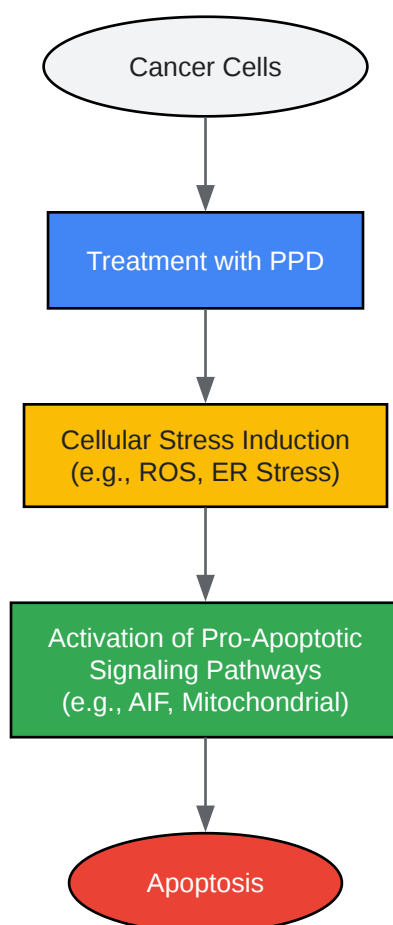 Cancer Cells
Treatment with PPD
Cellular Stress Induction
(e.g., ROS, ER Stress)
Activation of Pro-Apoptotic
Signaling Pathways
(e.g., AIF, Mitochondrial)
Apoptosis